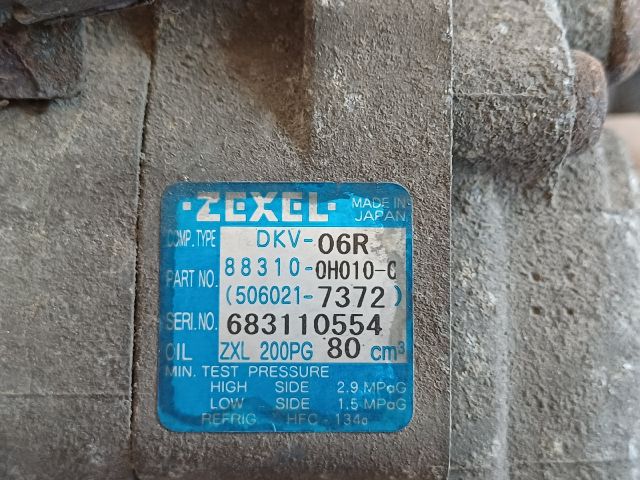 ·ZEXEL·
MADE IN
JAPAN
COMP. TYPE DKV-06R
PART NO. 88310-0H010-C
(506021-7372)
SERI.NO. 683110554
OIL ZXL 200PG 80 cm³
MIN. TEST PRESSURE
HIGH SIDE 2.9 MPaG
LOW SIDE 1.5 MPaG
REFRIG HFC-134a